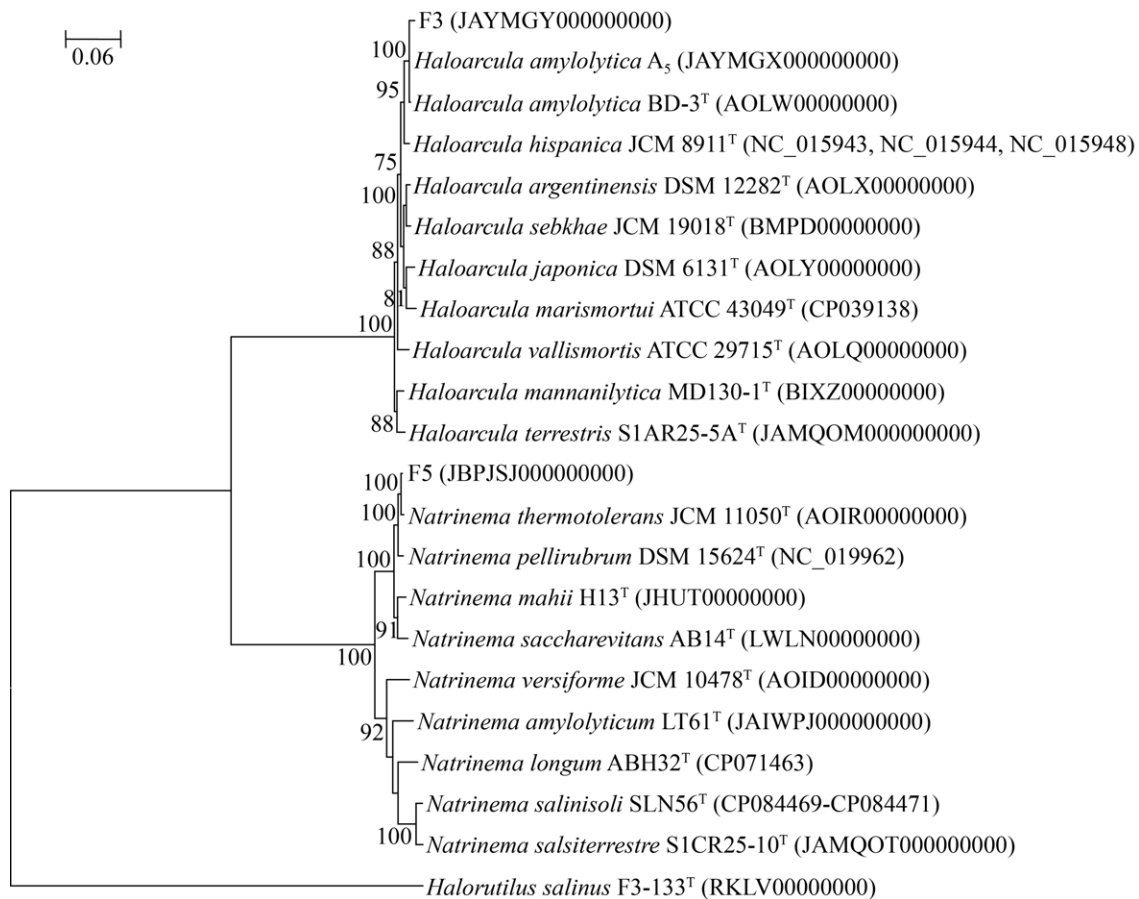 0.06
F3 (JAYMGY000000000)
100
Haloarcula amylolytica A₅ (JAYMGX000000000)
95
Haloarcula amylolytica BD-3ᵀ (AOLW00000000)
Haloarcula hispanica JCM 8911ᵀ (NC_015943, NC_015944, NC_015948)
75
Haloarcula argentinensis DSM 12282ᵀ (AOLX00000000)
100
Haloarcula sebkhae JCM 19018ᵀ (BMPD00000000)
88
Haloarcula japonica DSM 6131ᵀ (AOLY00000000)
81
Haloarcula marismortui ATCC 43049ᵀ (CP039138)
100
Haloarcula vallismortis ATCC 29715ᵀ (AOLQ00000000)
Haloarcula mannanilytica MD130-1ᵀ (BIXZ00000000)
88
Haloarcula terrestris S1AR25-5Aᵀ (JAMQOM000000000)
F5 (JBPJSJ000000000)
100
Natrinema thermotolerans JCM 11050ᵀ (AOIR00000000)
100
Natrinema pellirubrum DSM 15624ᵀ (NC_019962)
100
Natrinema mahii H13ᵀ (JHUT00000000)
91
Natrinema saccharevitans AB14ᵀ (LWLN00000000)
100
Natrinema versiforme JCM 10478ᵀ (AOID00000000)
Natrinema amylolyticum LT61ᵀ (JAIWPJ000000000)
92
Natrinema longum ABH32ᵀ (CP071463)
Natrinema salinisoli SLN56ᵀ (CP084469-CP084471)
100
Natrinema salsiterrestre S1CR25-10ᵀ (JAMQOT000000000)
Halorutilus salinus F3-133ᵀ (RKLV00000000)